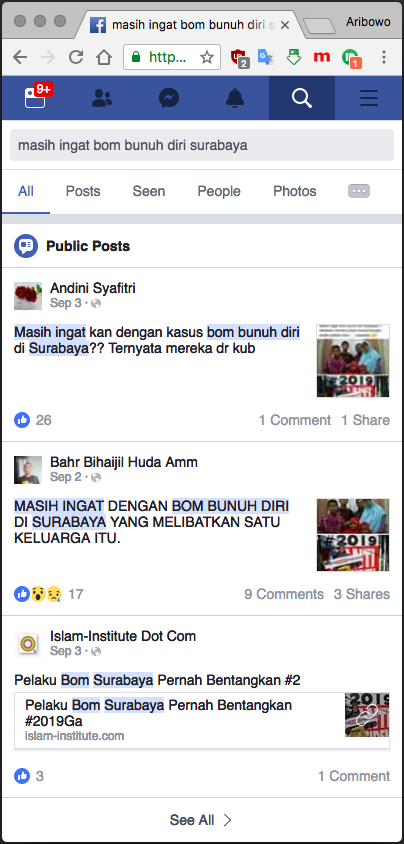 masih ingat bom bunuh diri s
Aribowo
http...
2
m
1
9+
masih ingat bom bunuh diri surabaya
All
Posts
Seen
People
Photos
Public Posts
Andini Syafitri
Sep 3 ·
Masih ingat kan dengan kasus bom bunuh diri
di Surabaya?? Ternyata mereka dr kub
#2019
26
1 Comment 1 Share
Bahr Bihaijil Huda Amm
Sep 2 ·
MASIH INGAT DENGAN BOM BUNUH DIRI
DI SURABAYA YANG MELIBATKAN SATU
KELUARGA ITU.
17
9 Comments 3 Shares
Islam-Institute Dot Com
Sep 3 ·
Pelaku Bom Surabaya Pernah Bentangkan #2
Pelaku Bom Surabaya Pernah Bentangkan
#2019Ga
islam-institute.com
3
1 Comment
See All